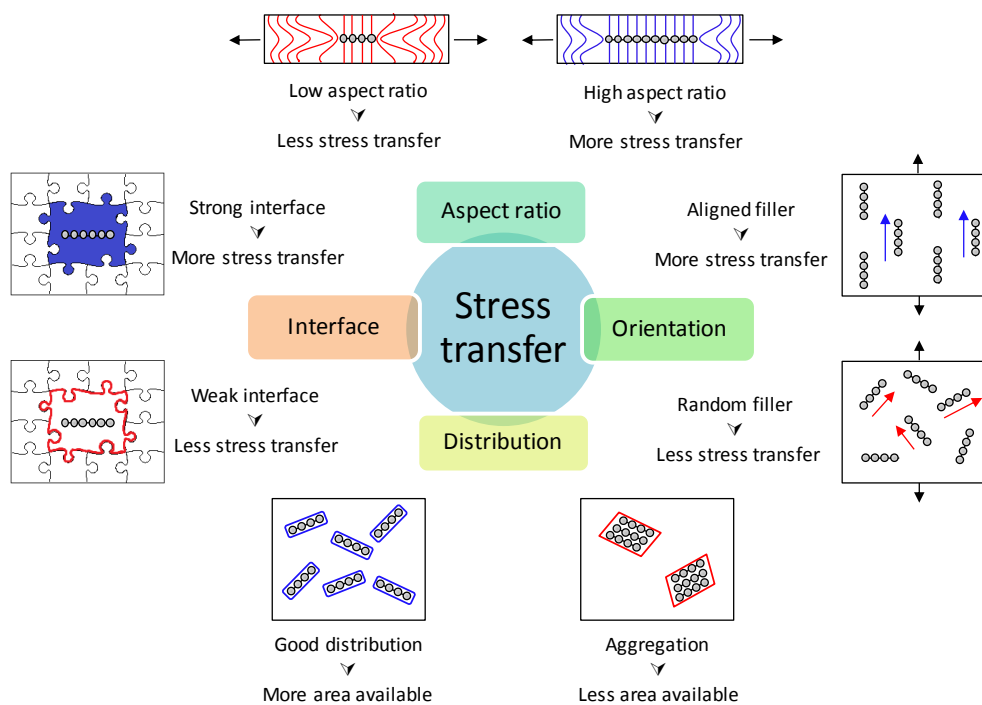 Low aspect ratio
Less stress transfer
High aspect ratio
More stress transfer
Strong interface
More stress transfer
Aspect ratio
Aligned filler
More stress transfer
Interface
Stress
transfer
Orientation
Weak interface
Less stress transfer
Distribution
Random filler
Less stress transfer
Good distribution
More area available
Aggregation
Less area available